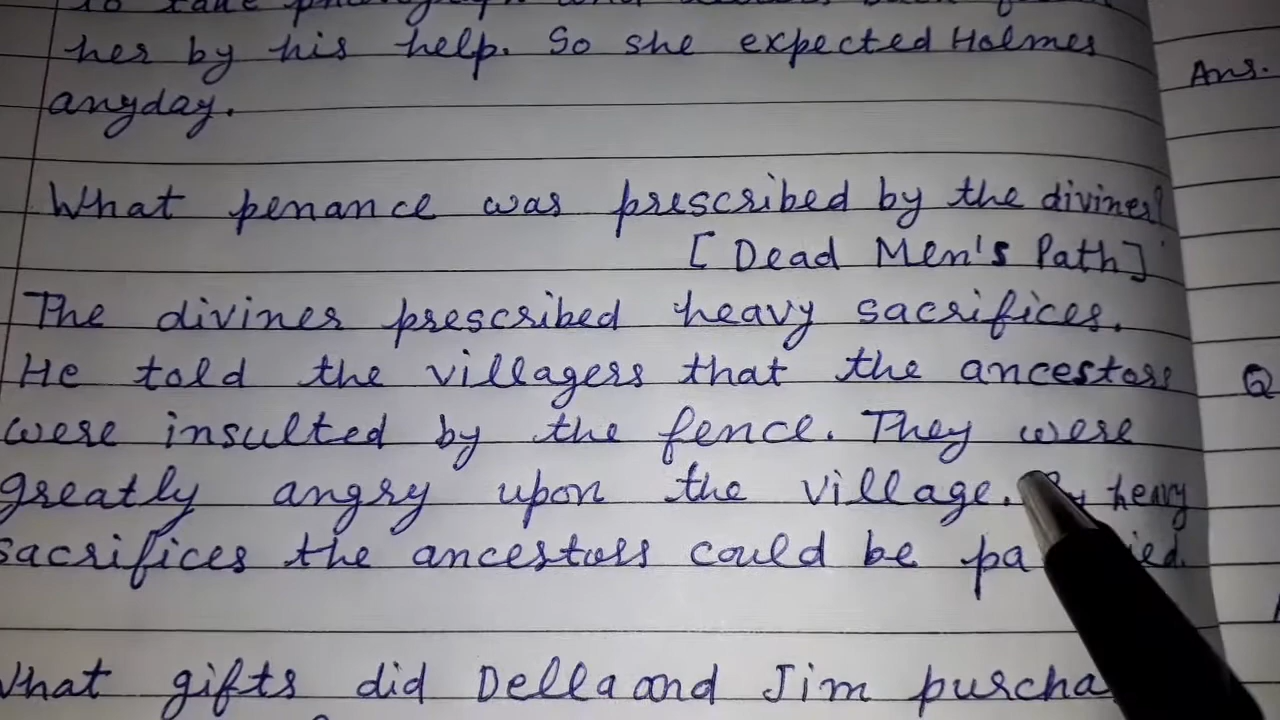 to take
her by his help. So she expected Holmes
Ans.
anyday.
What penance was prescribed by the diviner?
[Dead Men's Path]
The diviner prescribed heavy sacrifices.
He told the villagers that the ancestors
Q
were insulted by the fence. They were
greatly angry upon the village. By heavy
sacrifices the ancestors could be
What gifts did Della and Jim